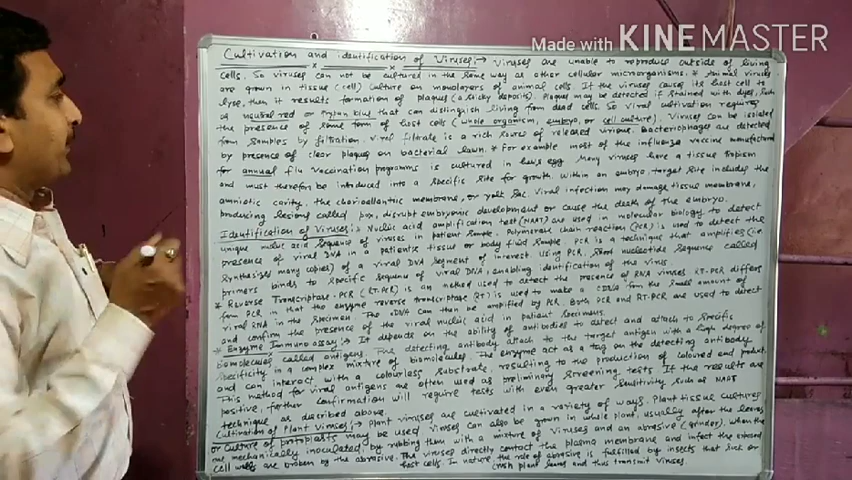 Made with KINEMASTER
Cultivation and identification of Viruses:→ Viruses are unable to reproduce outside of living
cells. So viruses can not be cultured in the same way as other cellular microorganisms. * Animal viruses
are grown in tissue (cell) culture on monolayers of animal cells. If the viruses cause its host cell to
lyse, then it results formation of plaques (a sticky deposits). Plaques may be detected if stained with dyes, such
as neutral red or Trytan blue that can distinguish living from dead cells. So viral cultivation requires
the presence of some form of host cells (whole organism, embryo, or cell culture). Viruses can be isolated
from samples by filtration. Viral filtrate is a rich source of released virions. Bacteriophages are detected
by presence of clear plaques on bacterial lawn. * For example most of the influenza vaccine manufactured
for annual flu vaccination programms is cultured in hen's egg. Many viruses have a tissue tropism
and must therefore be introduced into a specific site for growth. Within an embryo target site includes the
amniotic cavity, the chorioallantoic membrane, or yolk sac. Viral infection may damage tissue membrane,
producing lesions called pox, disrupt embryonic development or cause the death of the embryo.
Identification of Viruses:→ Nucleic acid amplification test (NAAT) are used in molecular biology to detect
unique nucleic acid sequence of viruses in patient sample. Polymerase chain reaction (PCR) is used to detect the
presence of viral DNA in a patient's tissue or body fluid sample. PCR is a technique that amplifies (i.e.
synthesizes many copies) of a viral DNA segment of interest using PCR, short nucleotide sequence called
primers binds to specific sequence of viral DNA, enabling identification of the virus.
* Reverse Transcriptase-PCR (RT-PCR) is an method used to detect the presence of RNA viruses. RT-PCR differs
from PCR in that the enzyme reverse transcriptase (RT) is used to make a cDNA from the small amount of
viral RNA in the specimen. The cDNA can then be amplified by PCR. Both PCR and RT-PCR are used to detect
and confirm the presence of the viral nucleic acid in patient specimens.
* Enzyme Immunoassay:→ It depends on the ability of antibodies to detect and attach to specific
biomolecules called antigens. The detecting antibody attach to the target antigen with a high degree of
specificity in a complex mixture of biomolecules. The enzyme act as a tag on the detecting antibody
and can interact with a colourless substrate, resulting to the production of coloured end product.
This method for viral antigens are often used as preliminary screening tests. If the results are
positive, further confirmation will require tests with even greater sensitivity such as NAAT
technique as described above.
Cultivation of Plant Viruses:→ Plant viruses are cultivated in a variety of ways. Plant tissue cultures
or culture of protoplasts may be used. Viruses can also be grown in whole plant, usually after the leaves
are mechanically inoculated, by rubbing them with a mixture of viruses and an abrasive (grinder). When the
cell walls are broken by the abrasive. The viruses directly contact the plasma membrane and infect the exposed
host cells. In nature the role of abrasive is fulfilled by insects that suck or
crush plant leaves and thus transmit viruses.